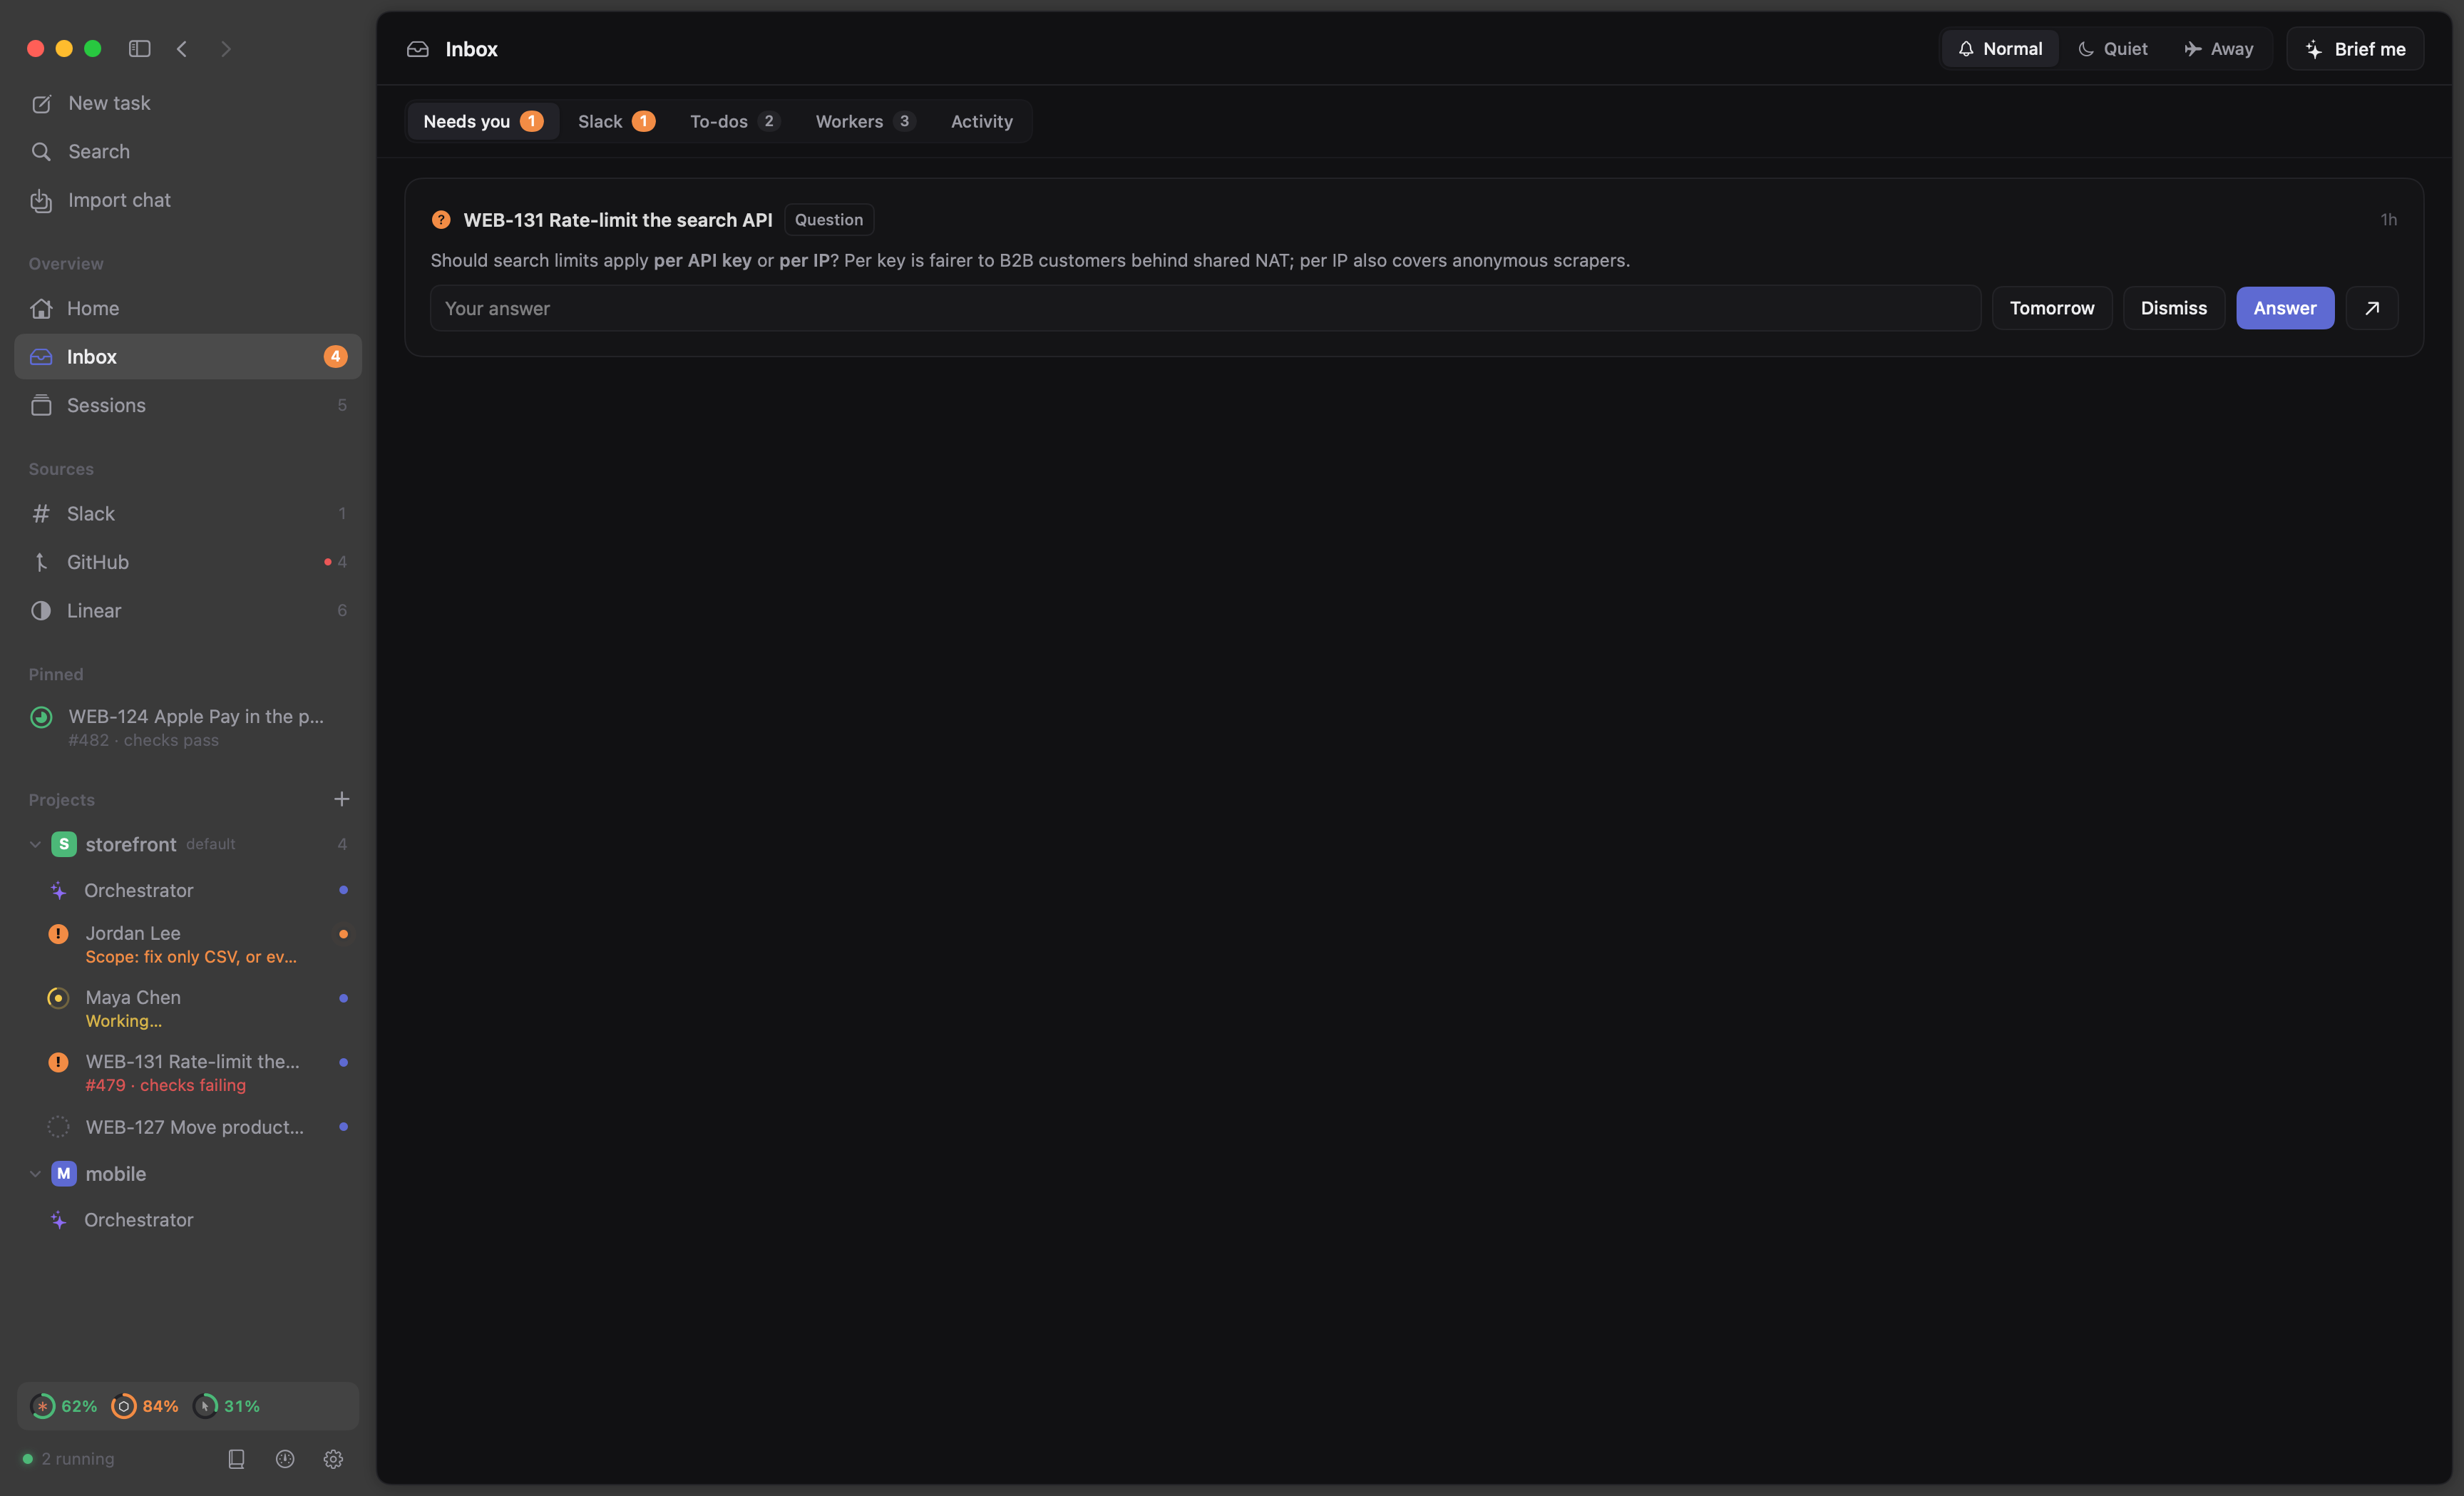 New task
Search
Import chat
Overview
Home
Inbox 4
Sessions 5
Sources
Slack 1
GitHub 4
Linear 6
Pinned
WEB-124 Apple Pay in the p...
#482 · checks pass
Projects
S storefront default 4
Orchestrator
Jordan Lee
Scope: fix only CSV, or ev...
Maya Chen
Working...
WEB-131 Rate-limit the...
#479 · checks failing
WEB-127 Move product...
M mobile
Orchestrator
62% 84% 31%
2 running
Inbox
Normal Quiet Away Brief me
Needs you 1 Slack 1 To-dos 2 Workers 3 Activity
WEB-131 Rate-limit the search API Question 1h
Should search limits apply per API key or per IP? Per key is fairer to B2B customers behind shared NAT; per IP also covers anonymous scrapers.
Your answer Tomorrow Dismiss Answer